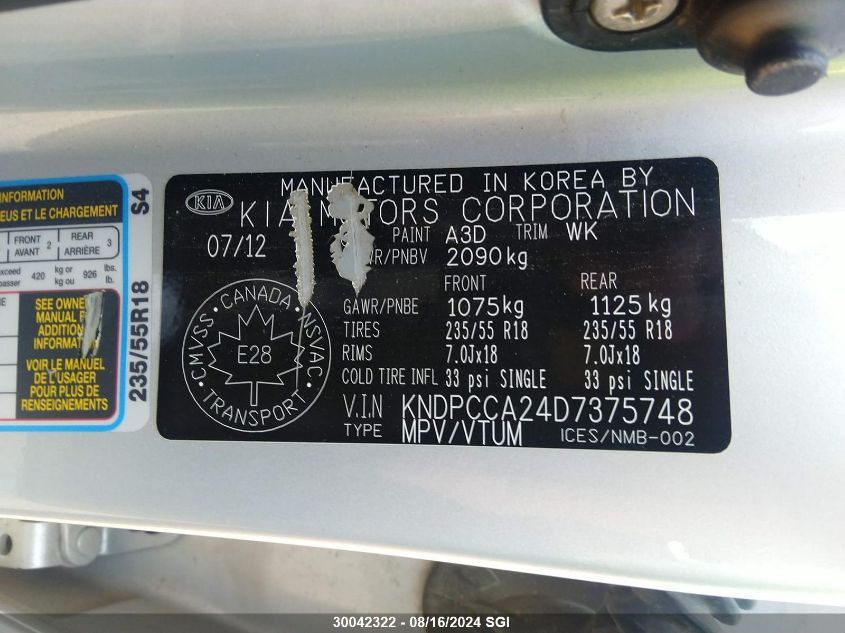 INFORMATION
EUS ET LE CHARGEMENT
FRONT AVANT 2 REAR ARRIÈRE 3
exceed 420 kg or 926 lbs.
passer kg ou lb.
SEE OWNER
MANUAL F
ADDITION
INFORMATION
VOIR LE MANUEL
DE L'USAGER
POUR PLUS DE
RENSEIGNEMENTS
235/55R18 S4
MANUFACTURED IN KOREA BY
KIA KIA MOTORS CORPORATION
07/12 PAINT A3D TRIM WK
WR/PNBV 2090kg
FRONT REAR
GAWR/PNBE 1075kg 1125kg
TIRES 235/55 R18 235/55 R18
RIMS 7.0Jx18 7.0Jx18
COLD TIRE INFL 33 psi SINGLE 33 psi SINGLE
V.I.N KNDPCCA24D7375748
TYPE MPV/VTUM ICES/NMB-002
CANADA
CMVSS NSVAC
E28
TRANSPORT
30042322 - 08/16/2024 SGI